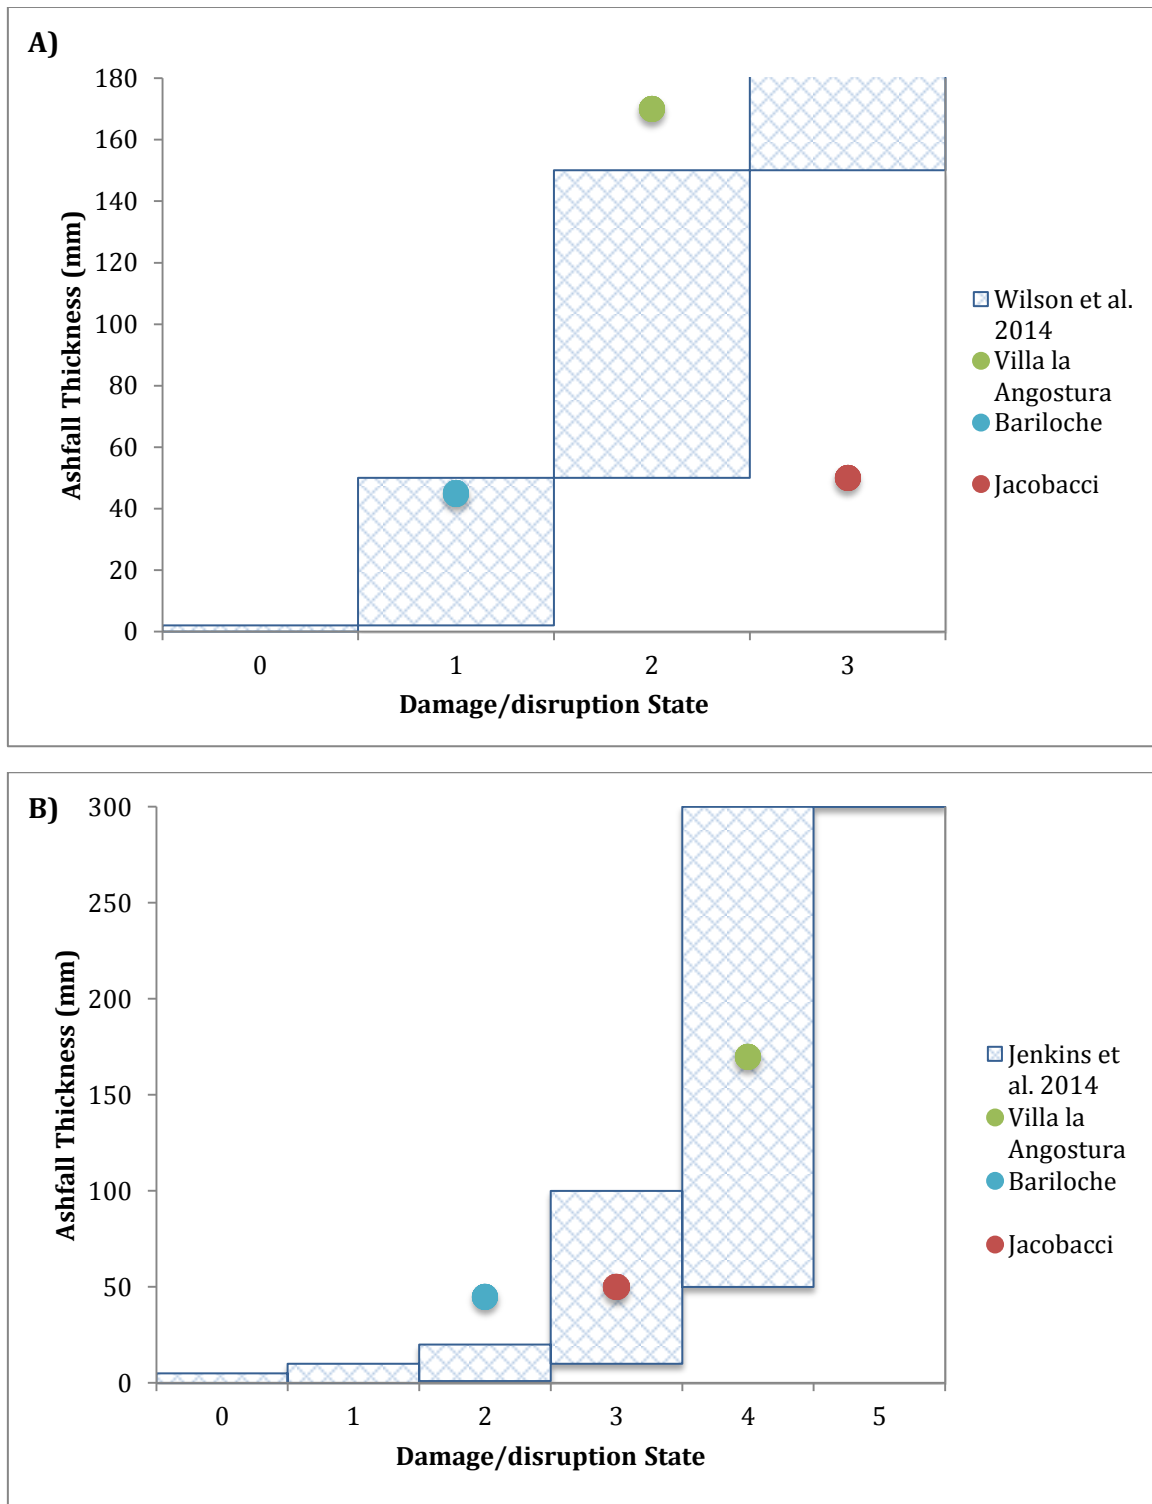 A)
180
160
140
120
100
80
60
40
20
0
Ashfall Thickness (mm)
0 1 2 3
Damage/disruption State
Wilson et al.
2014
Villa la
Angostura
Bariloche
Jacobacci
B)
300
250
200
150
100
50
0
Ashfall Thickness (mm)
0 1 2 3 4 5
Damage/disruption State
Jenkins et
al. 2014
Villa la
Angostura
Bariloche
Jacobacci